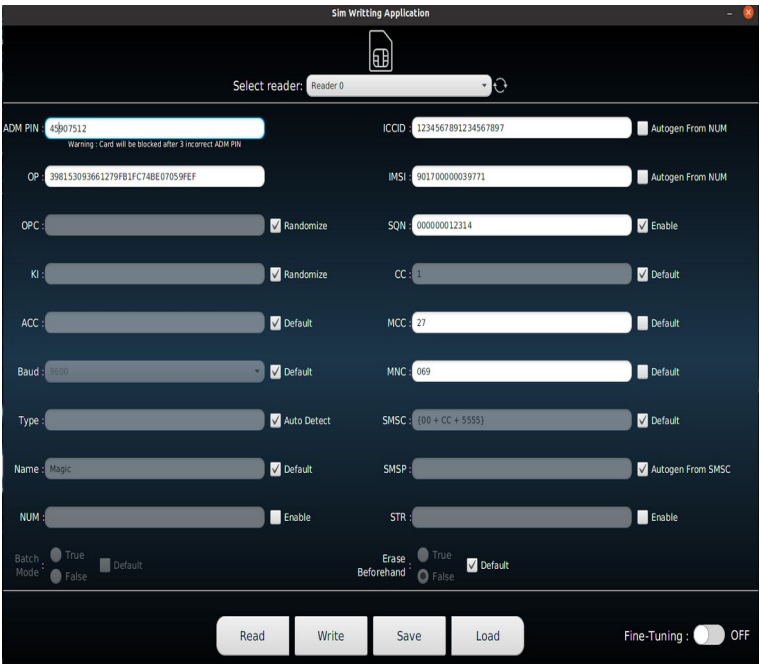 Sim Writting Application
Select reader: Reader 0
ADM PIN : 45907512
Warning : Card will be blocked after 3 incorrect ADM PIN
ICCID : 1234567891234567897 Autogen From NUM
OP : 398153093661279FB1FC74BE07059FEF
IMSI : 901700000039771 Autogen From NUM
OPC : Randomize
SQN : 000000012314 Enable
KI : Randomize
CC : 1 Default
ACC : Default
MCC : 27 Default
Baud : 9600 Default
MNC : 069 Default
Type : Auto Detect
SMSC : {00 + CC + 5555} Default
Name : Magic Default
SMSP : Autogen From SMSC
NUM : Enable
STR : Enable
Batch Mode : True False Default
Erase Beforehand : True False Default
Read Write Save Load
Fine-Tuning : OFF